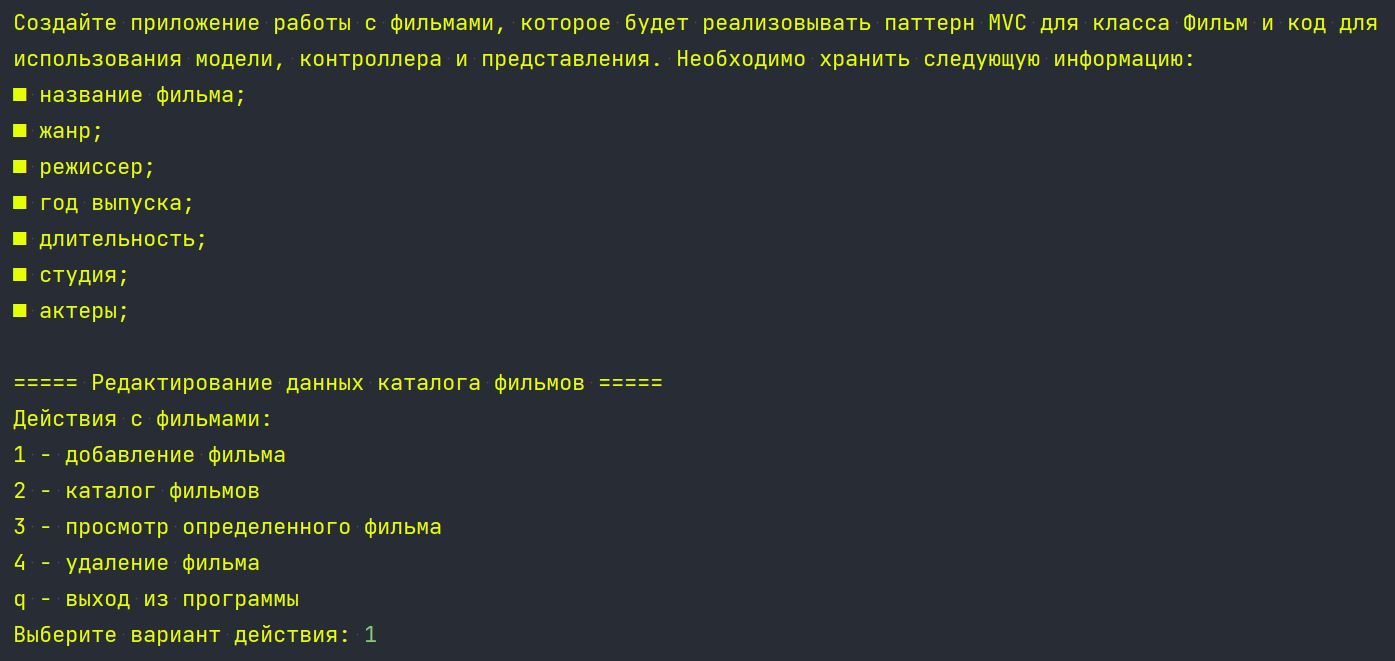 Создайте приложение работы с фильмами, которое будет реализовывать паттерн MVC для класса Фильм и код для
использования модели, контроллера и представления. Необходимо хранить следующую информацию:
■ название фильма;
■ жанр;
■ режиссер;
■ год выпуска;
■ длительность;
■ студия;
■ актеры;
===== Редактирование данных каталога фильмов =====
Действия с фильмами:
1 - добавление фильма
2 - каталог фильмов
3 - просмотр определенного фильма
4 - удаление фильма
q - выход из программы
Выберите вариант действия: 1